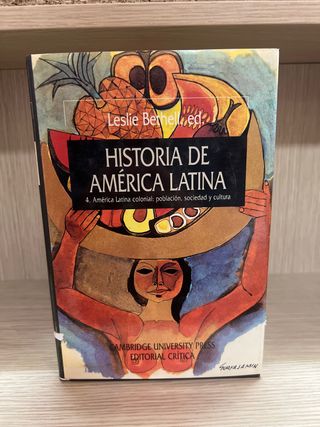 Leslie Bethell, ed.
HISTORIA DE
AMÉRICA LATINA
4. América Latina colonial: población, sociedad y cultura
CAMBRIDGE UNIVERSITY PRESS
EDITORIAL CRÍTICA